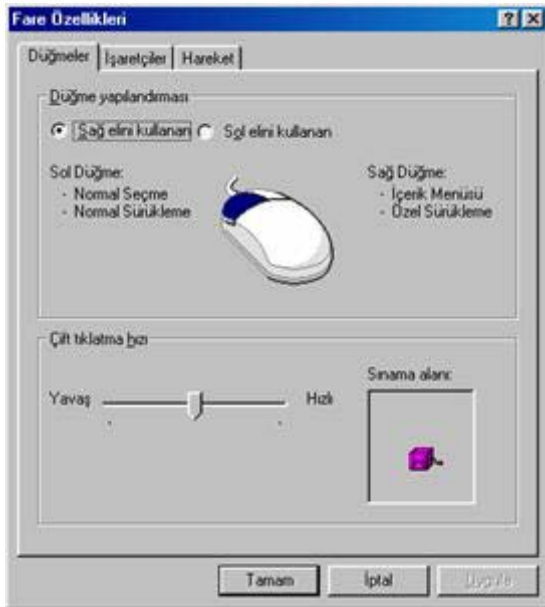 Fare Özellikleri
Düğmeler İşaretçiler Hareket
Düğme yapılandırması
Sağ elini kullanan Sol elini kullanan
Sol Düğme:
- Normal Seçme
- Normal Sürükleme
Sağ Düğme:
- İçerik Menüsü
- Özel Sürükleme
Çift tıklatma hızı
Yavaş Hızlı
Sınama alanı:
Tamam İptal Uygula